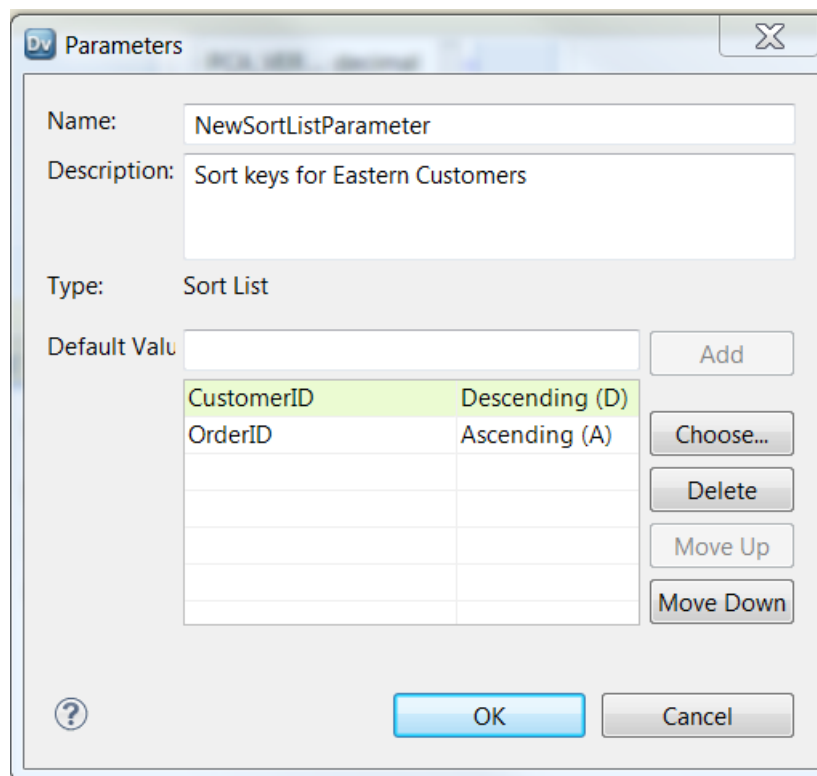 Dv Parameters
Name: NewSortListParameter
Description: Sort keys for Eastern Customers
Type: Sort List
Default Valu
Add
CustomerID Descending (D)
OrderID Ascending (A)
Choose...
Delete
Move Up
Move Down
?
OK Cancel